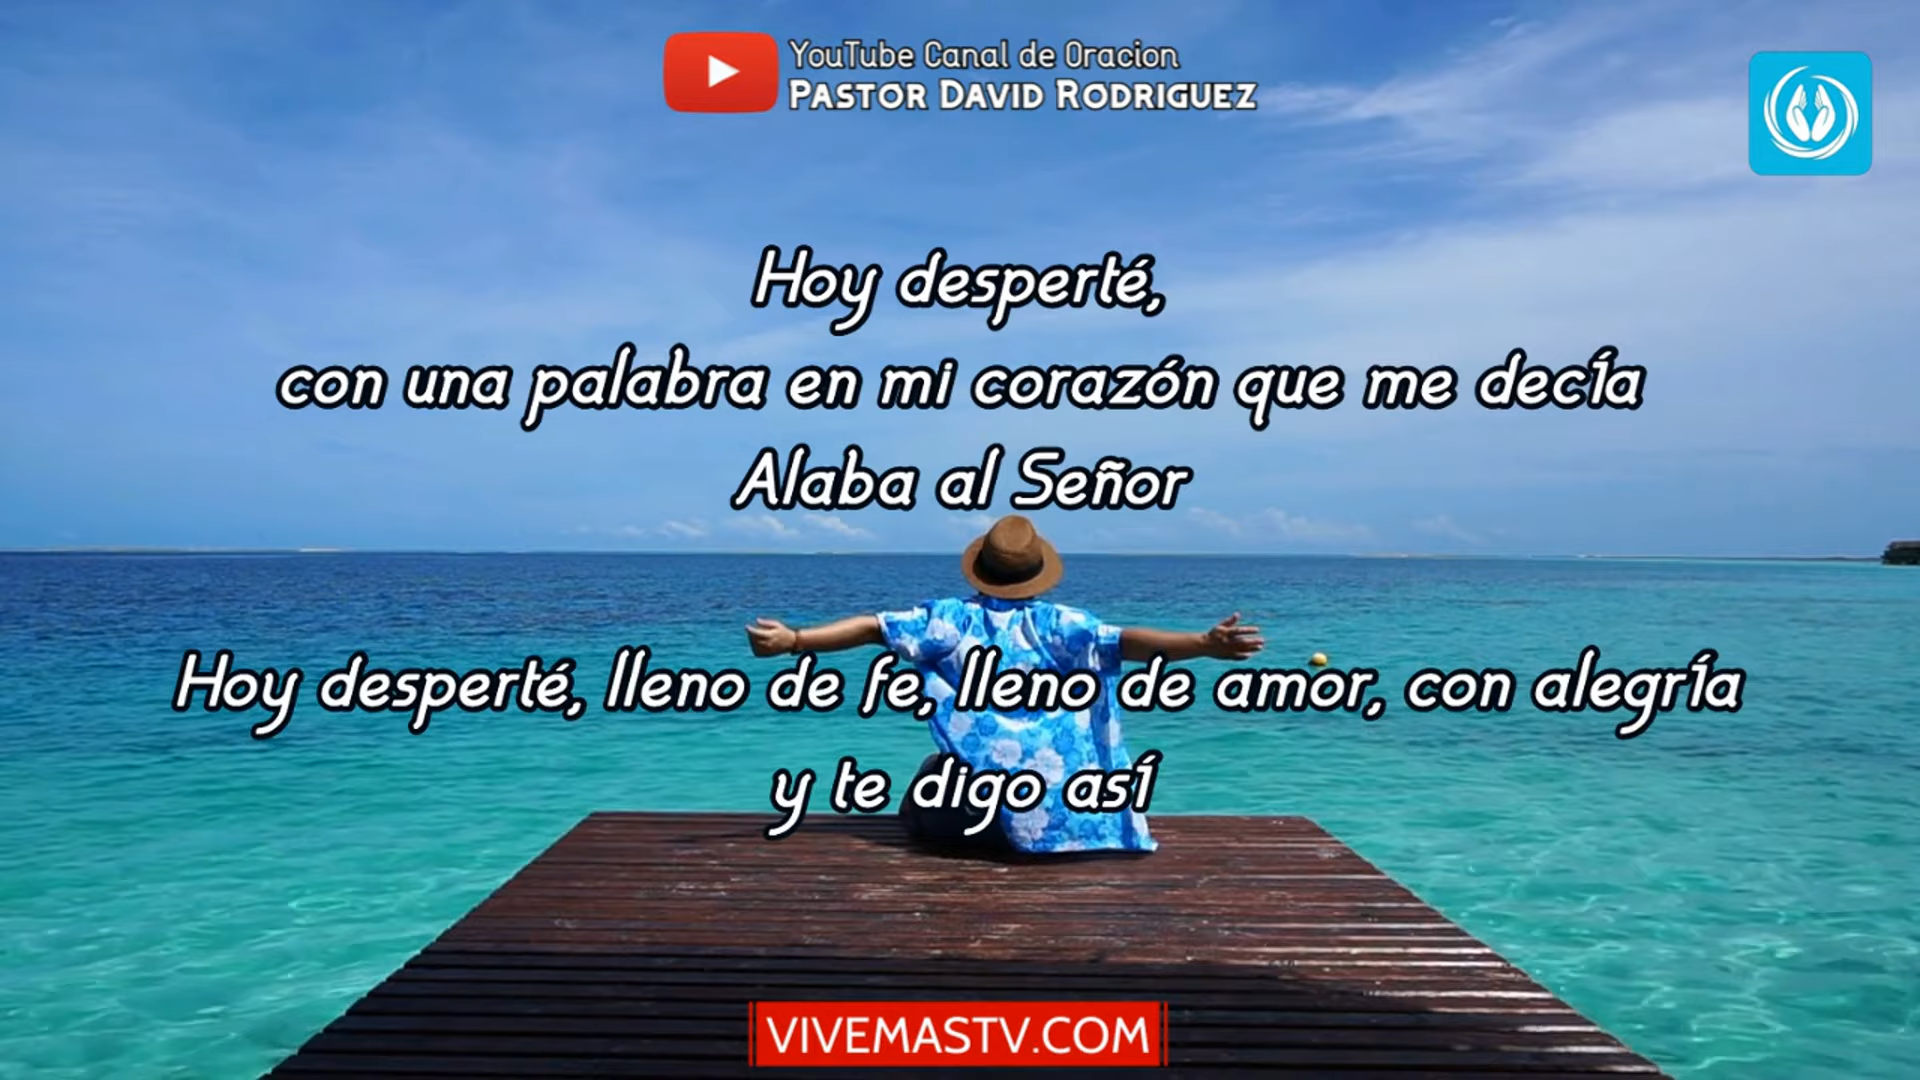 YouTube Canal de Oracion
PASTOR DAVID RODRIGUEZ
Hoy desperté,
con una palabra en mi corazón que me decía
Alaba al Señor
Hoy desperté, lleno de fe, lleno de amor, con alegría
y te digo así
VIVEMASTV.COM